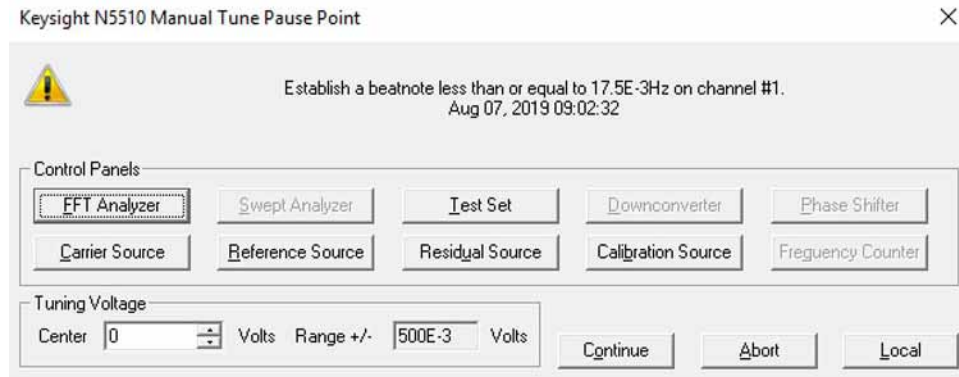 Keysight N5510 Manual Tune Pause Point
Establish a beatnote less than or equal to 17.5E-3Hz on channel #1.
Aug 07, 2019 09:02:32
Control Panels
FFT Analyzer Swept Analyzer Test Set Downconverter Phase Shifter
Carrier Source Reference Source Residual Source Calibration Source Freguency Counter
Tuning Voltage
Center 0 Volts Range +/- 500E-3 Volts
Continue Abort Local